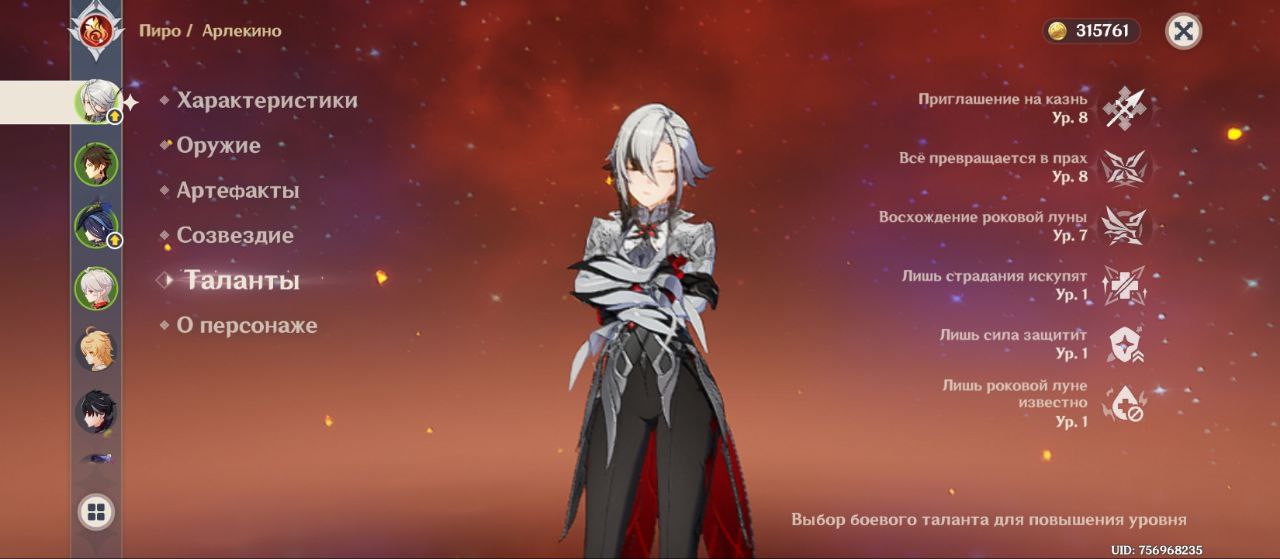 Пиро / Арлекино
315761
Характеристики
Оружие
Артефакты
Созвездие
Таланты
О персонаже
Приглашение на казнь
Ур. 8
Всё превращается в прах
Ур. 8
Восхождение роковой луны
Ур. 7
Лишь страдания искупят
Ур. 1
Лишь сила защитит
Ур. 1
Лишь роковой луне
известно
Ур. 1
Выбор боевого таланта для повышения уровня
UID: 756968235